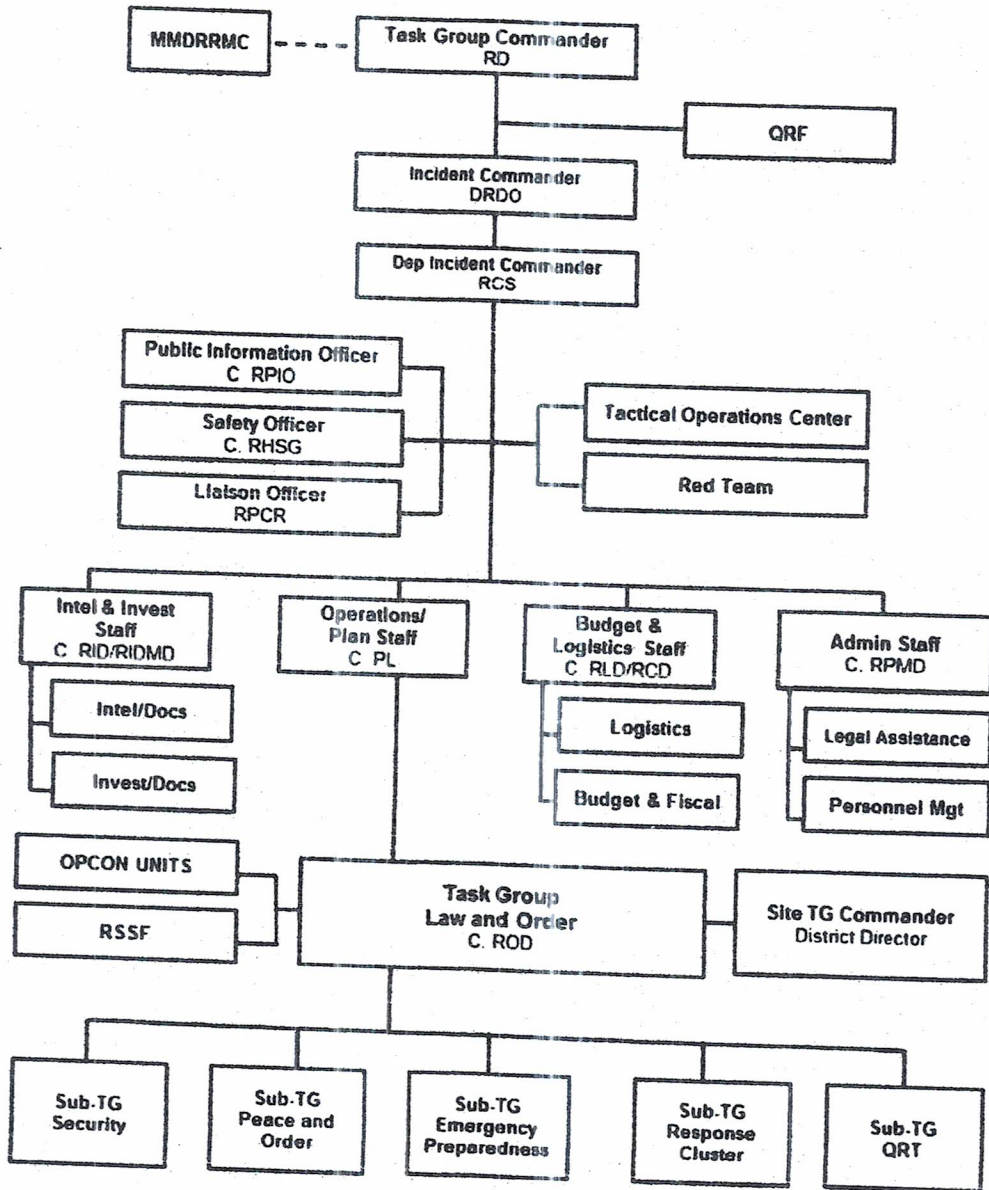 MMDRRMC
Task Group Commander
RD
QRF
Incident Commander
DRDO
Dep Incident Commander
RCS
Public Information Officer
C RPIO
Safety Officer
C. RHSG
Liaison Officer
RPCR
Tactical Operations Center
Red Team
Intel & Invest
Staff
C RID/RIDMD
Operations/
Plan Staff
C PL
Budget &
Logistics Staff
C RLD/RCD
Admin Staff
C. RPMD
Intel/Docs
Invest/Docs
Logistics
Budget & Fiscal
Legal Assistance
Personnel Mgt
OPCON UNITS
RSSF
Task Group
Law and Order
C. ROD
Site TG Commander
District Director
Sub-TG
Security
Sub-TG
Peace and
Order
Sub-TG
Emergency
Preparedness
Sub-TG
Response
Cluster
Sub-TG
QRT